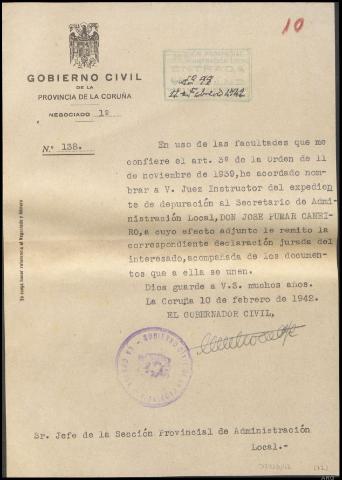 10
GOBIERNO CIVIL
DE LA
PROVINCIA DE LA CORUÑA
NEGOCIADO 1º
N.º 138.
ENTRADA
Nº 99
En uso de las facultades que me
confiere el art. 3º de la Orden de 11
de noviembre de 1939, he acordado nom-
brar a V. Juez Instructor del expedien
te de depuración al Secretario de Admi-
nistración Local, DON JOSE FUMAR CANEI-
RO, a cuyo efecto adjunto le remito la
correspondiente declaración jurada del
interesado, acompañada de los documen-
tos que a ella se unen.
Dios guarde a V.S. muchos años.
La Coruña 10 de febrero de 1942.
EL GOBERNADOR CIVIL,
Sr. Jefe de la Sección Provincial de Administración
Local.-